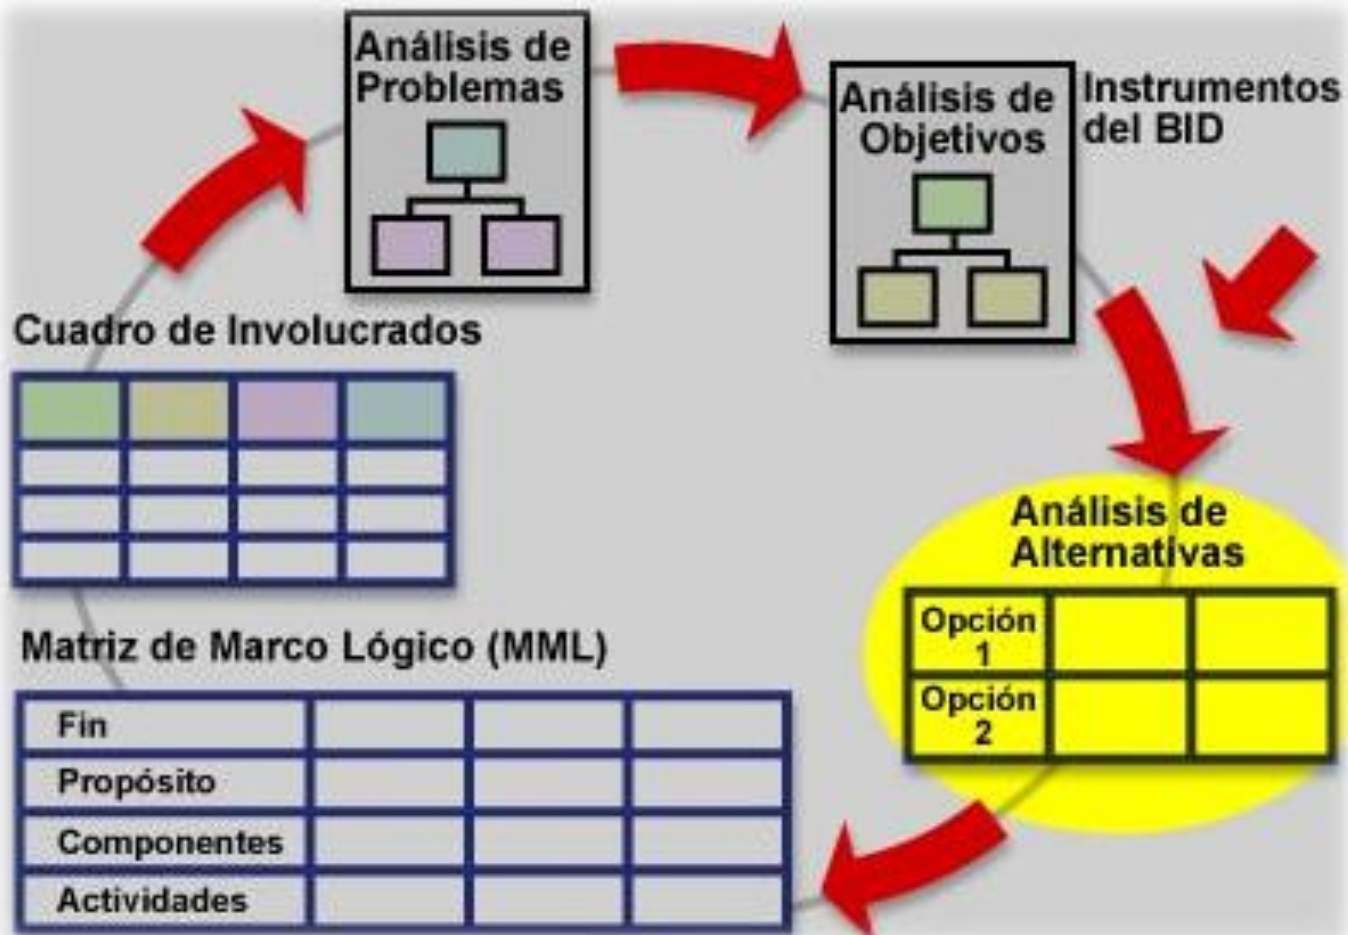 Análisis de
Problemas
Análisis de
Objetivos
Instrumentos
del BID
Cuadro de Involucrados
Análisis de
Alternativas
Opción
1
Opción
2
Matriz de Marco Lógico (MML)
Fin
Propósito
Componentes
Actividades